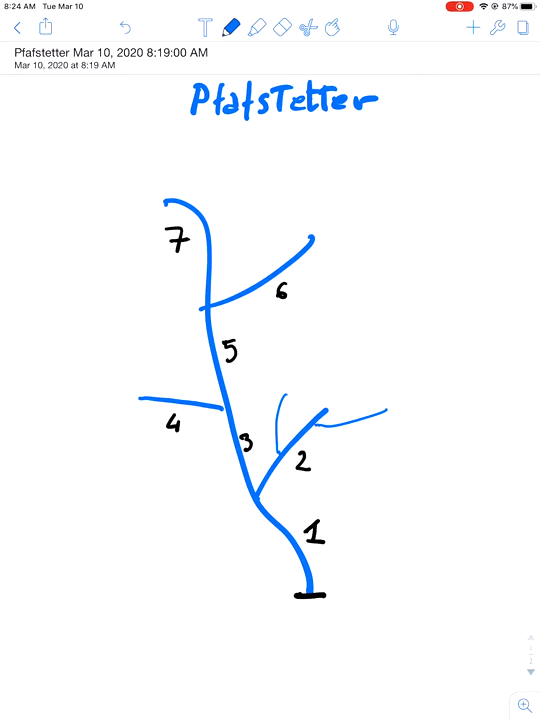 8:24 AM Tue Mar 10
87%
T
Pfafstetter Mar 10, 2020 8:19:00 AM
Mar 10, 2020 at 8:19 AM
Pfafstetter
7
6
5
4
3
2
1